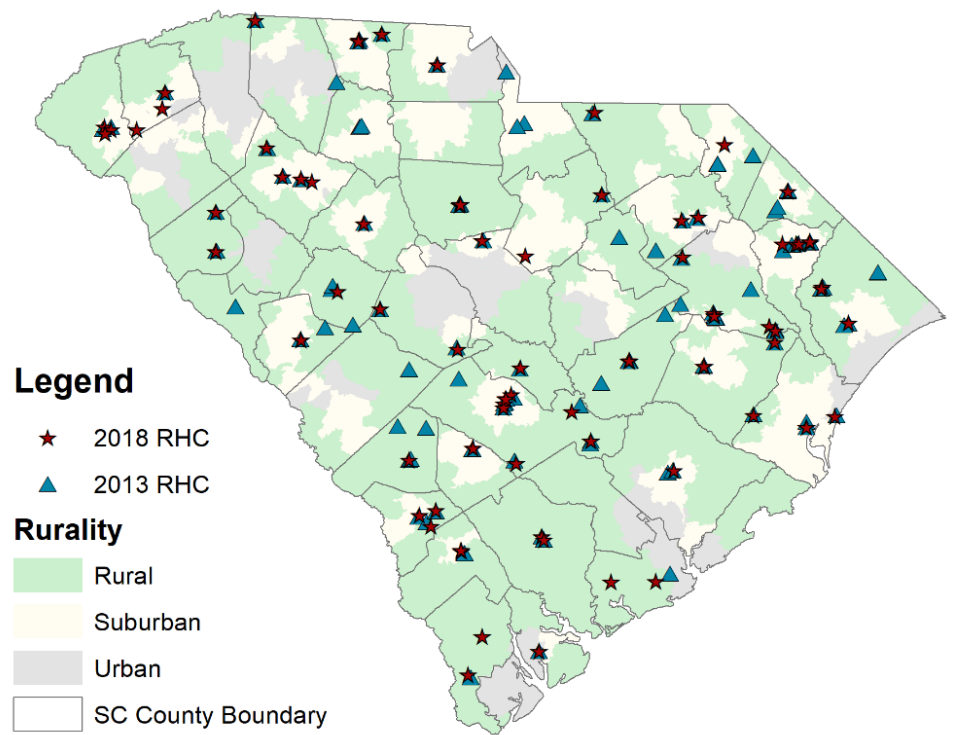 Legend
2018 RHC
2013 RHC
Rurality
Rural
Suburban
Urban
SC County Boundary